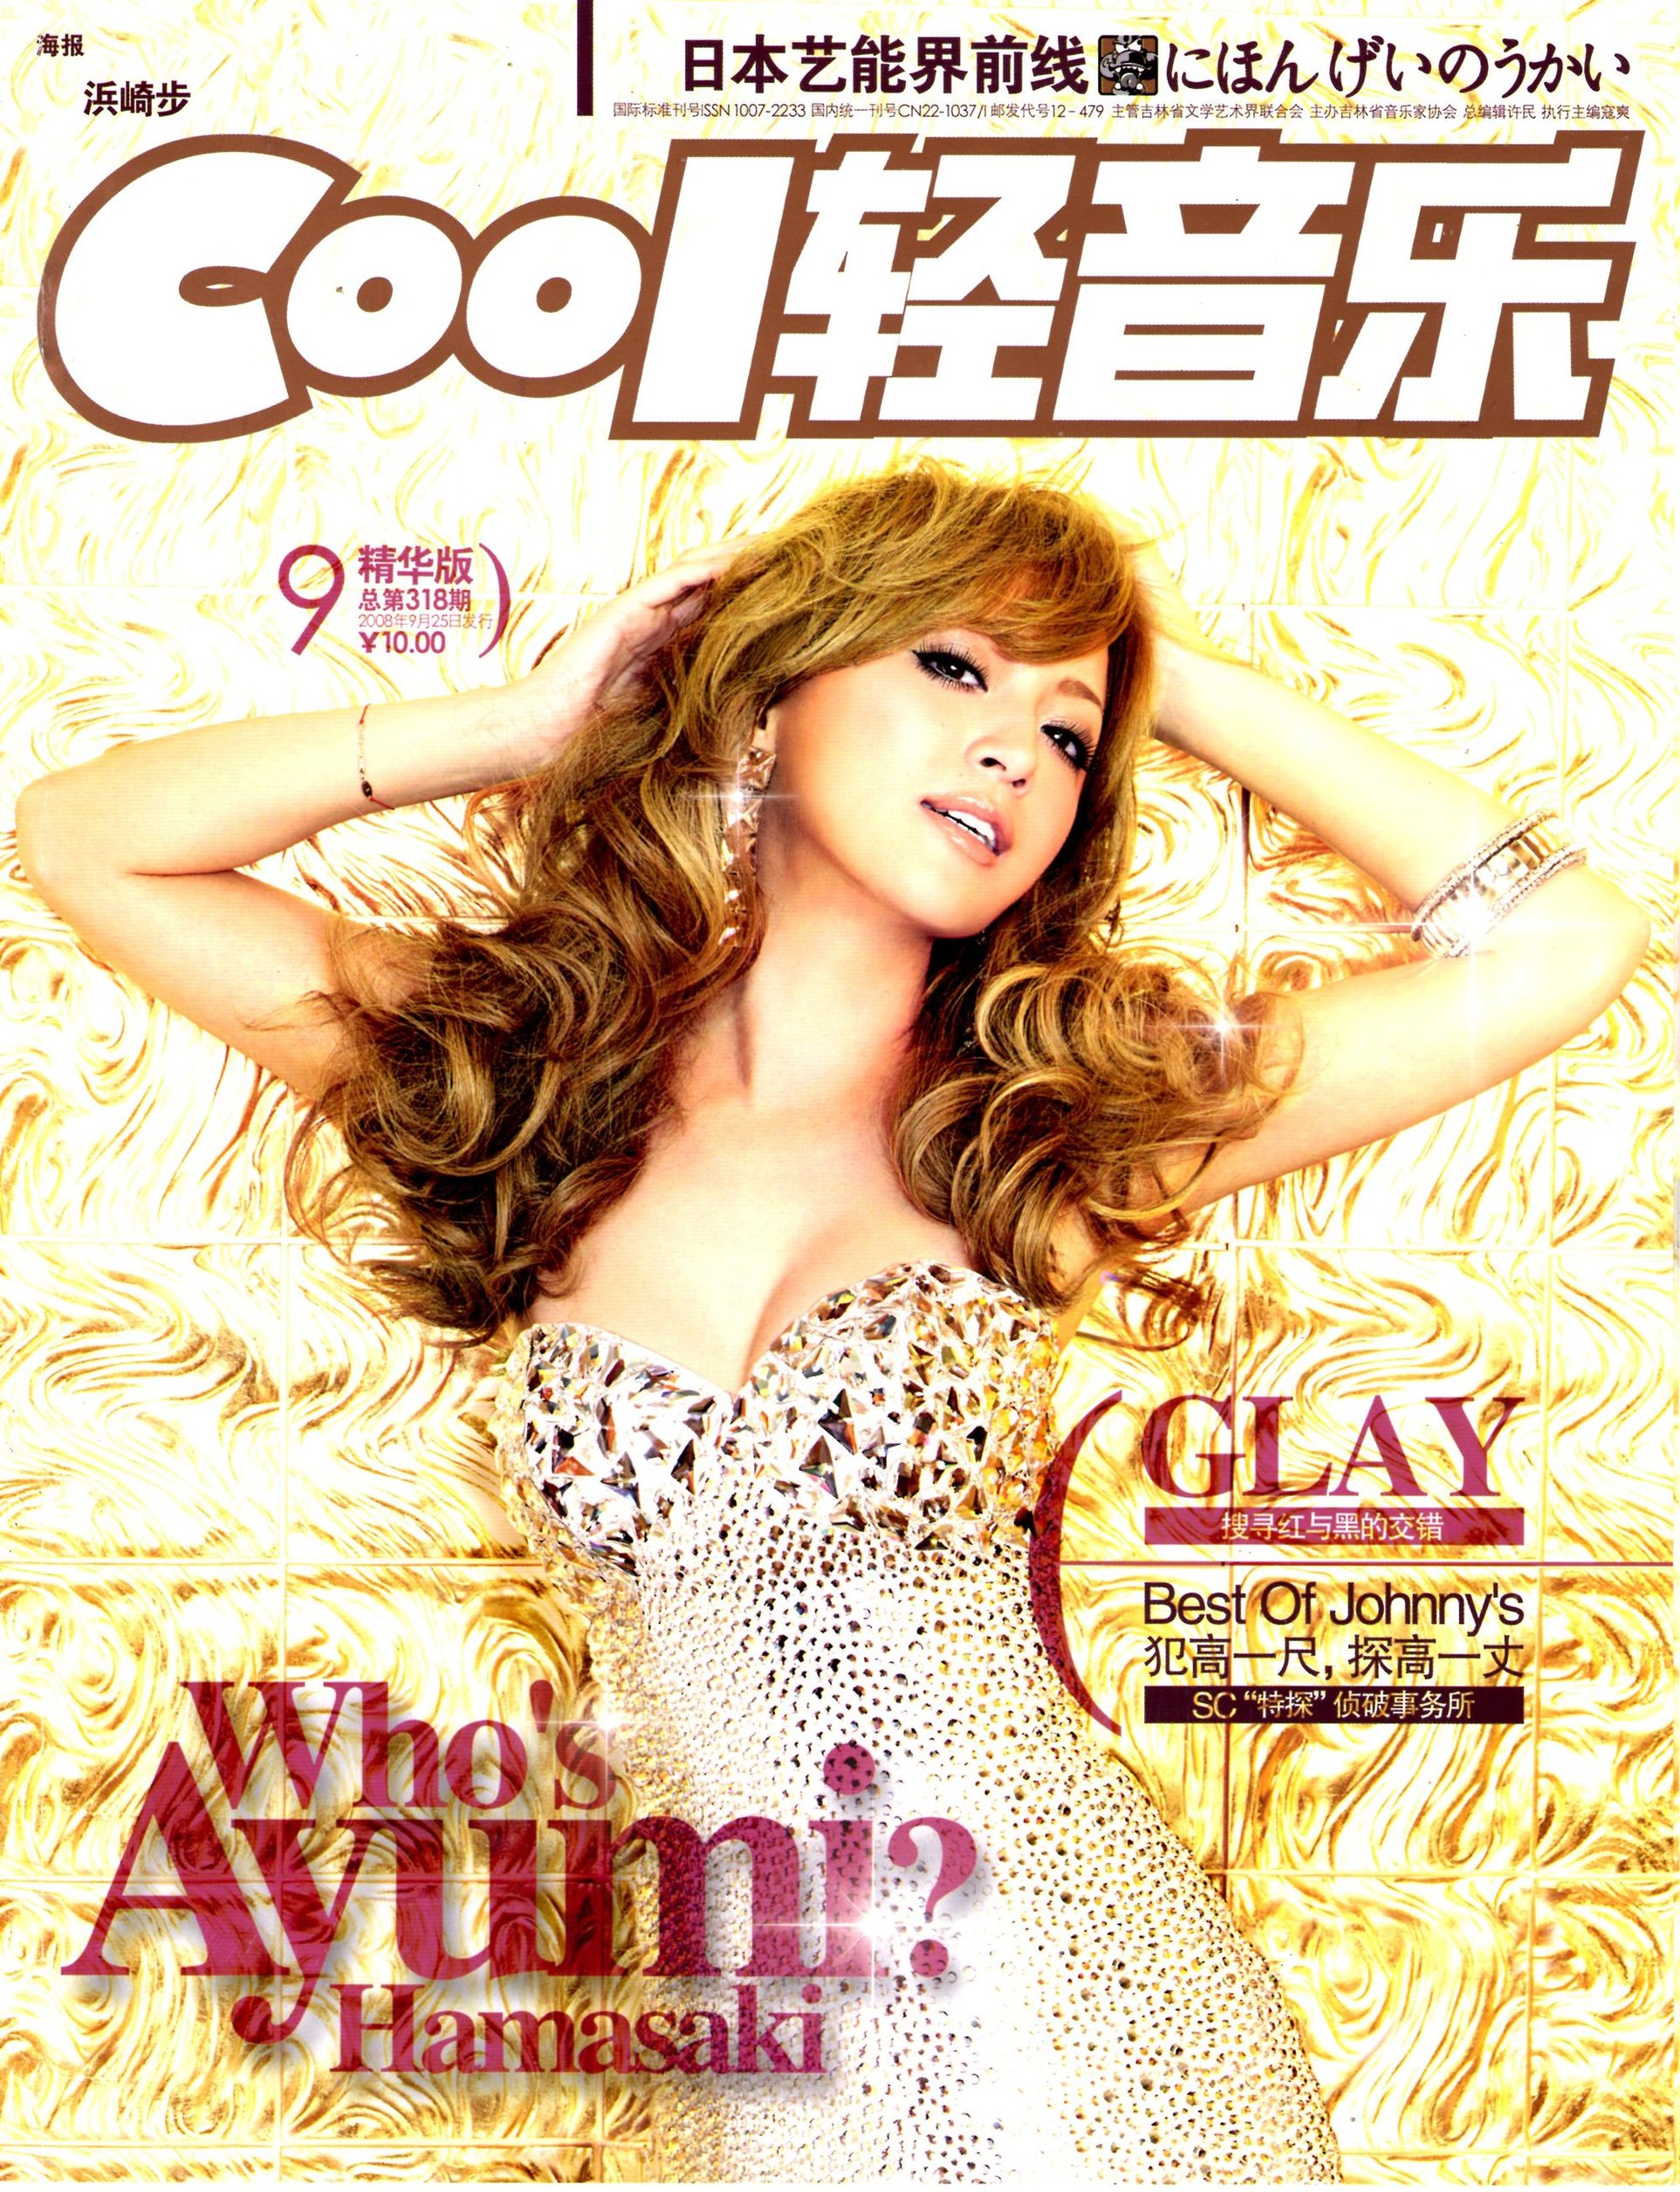 海报
浜崎步
日本艺能界前线 にほんげいのうかい
国际标准刊号ISSN 1007-2233 国内统一刊号CN22-1037/I 邮发代号12-479 主管吉林省文学艺术界联合会 主办吉林省音乐家协会 总编辑许民 执行主编寇爽
Cool轻音乐
9 精华版
总第318期
2008年9月25日发行
¥10.00
GLAY
搜寻红与黑的交错
Best Of Johnny's
犯高一尺，探高一丈
SC “特探” 侦破事务所
Who's
Ayumi?
Hamasaki